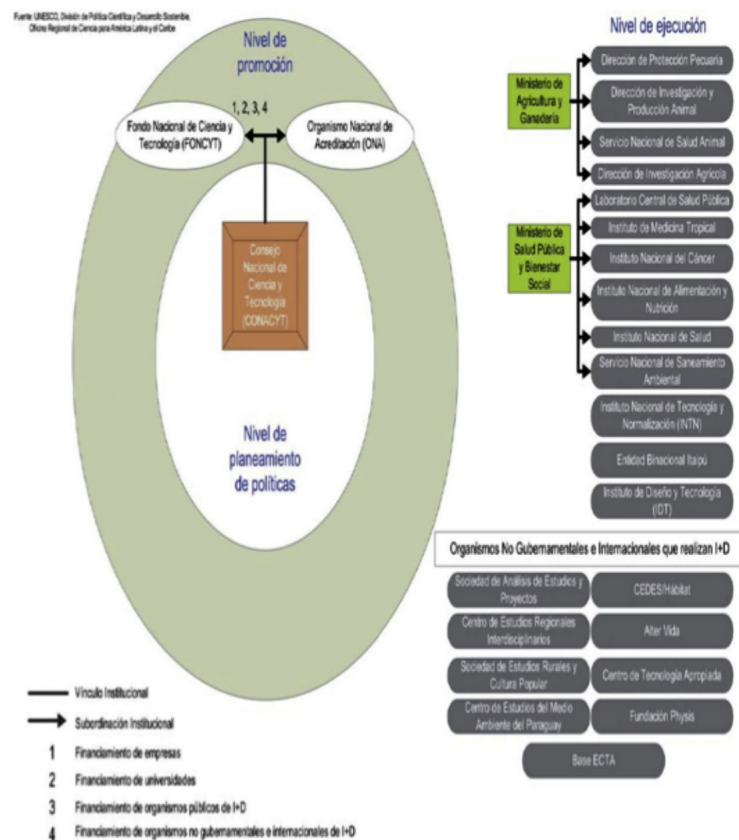 Fuente: UNESCO, División de Política Científica y Desarrollo Sostenible,
Oficina Regional de Ciencia para América Latina y el Caribe
Nivel de
promoción
1, 2, 3, 4
Fondo Nacional de Ciencia y
Tecnología (FONCYT)
Organismo Nacional de
Acreditación (ONA)
Consejo
Nacional de
Ciencia y
Tecnología
(CONACYT)
Nivel de
planeamiento
de políticas
Nivel de ejecución
Ministerio de
Agricultura y
Ganadería
Dirección de Protección Pecuaria
Dirección de Investigación y
Producción Animal
Servicio Nacional de Salud Animal
Dirección de Investigación Agrícola
Ministerio de
Salud Pública
y Bienestar
Social
Laboratorio Central de Salud Pública
Instituto de Medicina Tropical
Instituto Nacional del Cáncer
Instituto Nacional de Alimentación y
Nutrición
Instituto Nacional de Salud
Servicio Nacional de Saneamiento
Ambiental
Instituto Nacional de Tecnología y
Normalización (INTN)
Entidad Binacional Itaipú
Instituto de Diseño y Tecnología
(IDT)
Organismos No Gubernamentales e Internacionales que realizan I+D
Sociedad de Análisis de Estudios y
Proyectos
CEDES/Hábitat
Centro de Estudios Regionales
Interdisciplinarios
Alter Vida
Sociedad de Estudios Rurales y
Cultura Popular
Centro de Tecnología Apropiada
Centro de Estudios del Medio
Ambiente del Paraguay
Fundación Physis
Base ECTA
Vínculo Institucional
Subordinación Institucional
1 Financiamiento de empresas
2 Financiamiento de universidades
3 Financiamiento de organismos públicos de I+D
4 Financiamiento de organismos no gubernamentales e internacionales de I+D